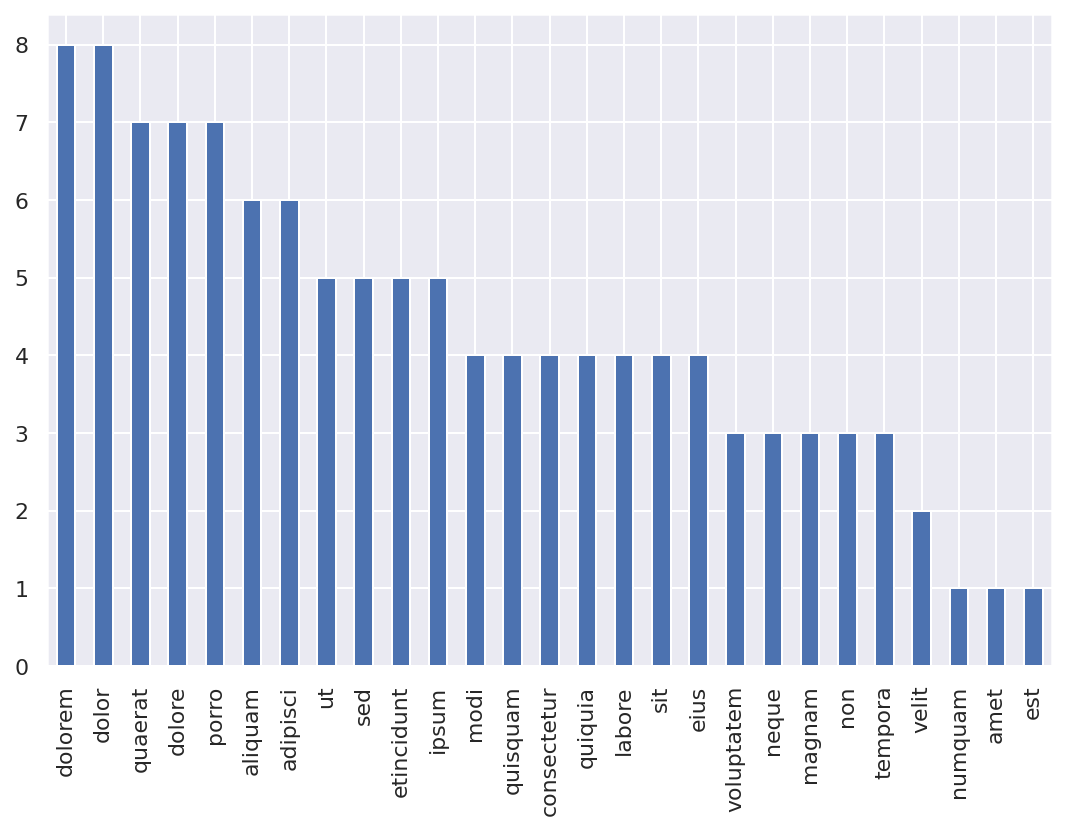 8
7
6
5
4
3
2
1
0
dolorem
dolor
quaerat
dolore
porro
aliquam
adipisci
ut
sed
etincidunt
ipsum
modi
quisquam
consectetur
quiquia
labore
sit
eius
voluptatem
neque
magnam
non
tempora
velit
numquam
amet
est